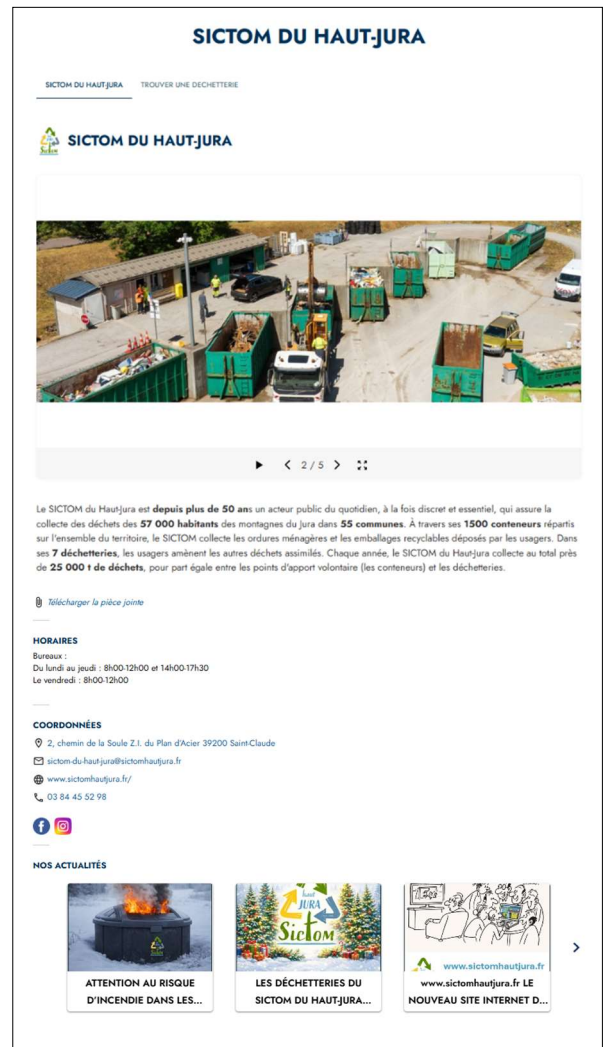 SICTOM DU HAUT-JURA
SICTOM DU HAUT-JURA TROUVER UNE DECHETTERIE
Sictom
SICTOM DU HAUT-JURA
2 / 5
Le SICTOM du Haut-Jura est depuis plus de 50 ans un acteur public du quotidien, à la fois discret et essentiel, qui assure la
collecte des déchets des 57 000 habitants des montagnes du Jura dans 55 communes. À travers ses 1500 conteneurs répartis
sur l'ensemble du territoire, le SICTOM collecte les ordures ménagères et les emballages recyclables déposés par les usagers. Dans
ses 7 déchetteries, les usagers amènent les autres déchets assimilés. Chaque année, le SICTOM du Haut-Jura collecte au total près
de 25 000 t de déchets, pour part égale entre les points d'apport volontaire (les conteneurs) et les déchetteries.
Télécharger la pièce jointe
HORAIRES
Bureaux :
Du lundi au jeudi : 8h00-12h00 et 14h00-17h30
Le vendredi : 8h00-12h00
COORDONNÉES
2, chemin de la Soule Z.I. du Plan d'Acier 39200 Saint-Claude
sictom-du-haut-jura@sictomhautjura.fr
www.sictomhautjura.fr/
03 84 45 52 98
NOS ACTUALITÉS
haut
JURA
Sictom
www.sictomhautjura.fr
ATTENTION AU RISQUE
D'INCENDIE DANS LES...
LES DÉCHETTERIES DU
SICTOM DU HAUT-JURA...
www.sictomhautjura.fr LE
NOUVEAU SITE INTERNET D...